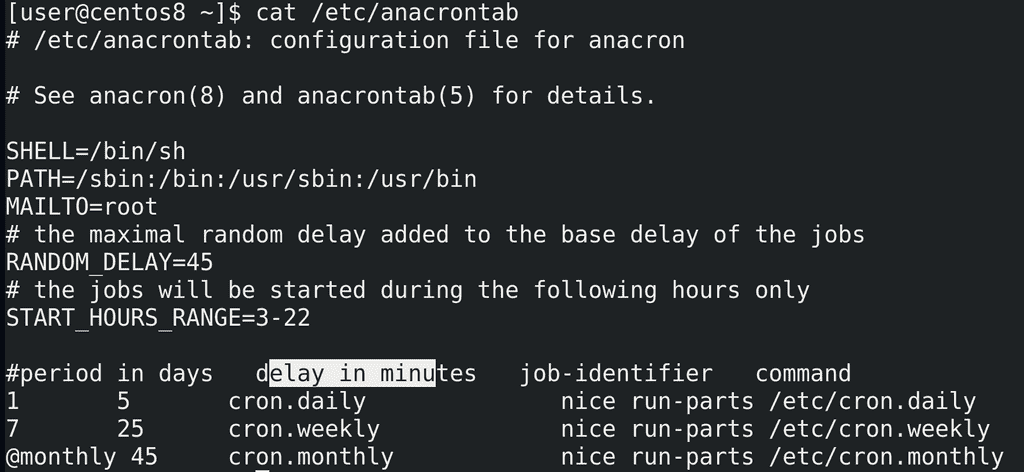 [user@centos8 ~]$ cat /etc/anacrontab
# /etc/anacrontab: configuration file for anacron
# See anacron(8) and anacrontab(5) for details.
SHELL=/bin/sh
PATH=/sbin:/bin:/usr/sbin:/usr/bin
MAILTO=root
# the maximal random delay added to the base delay of the jobs
RANDOM_DELAY=45
# the jobs will be started during the following hours only
START_HOURS_RANGE=3-22
#period in days   delay in minutes   job-identifier   command
1       5       cron.daily              nice run-parts /etc/cron.daily
7       25      cron.weekly             nice run-parts /etc/cron.weekly
@monthly 45     cron.monthly            nice run-parts /etc/cron.monthly